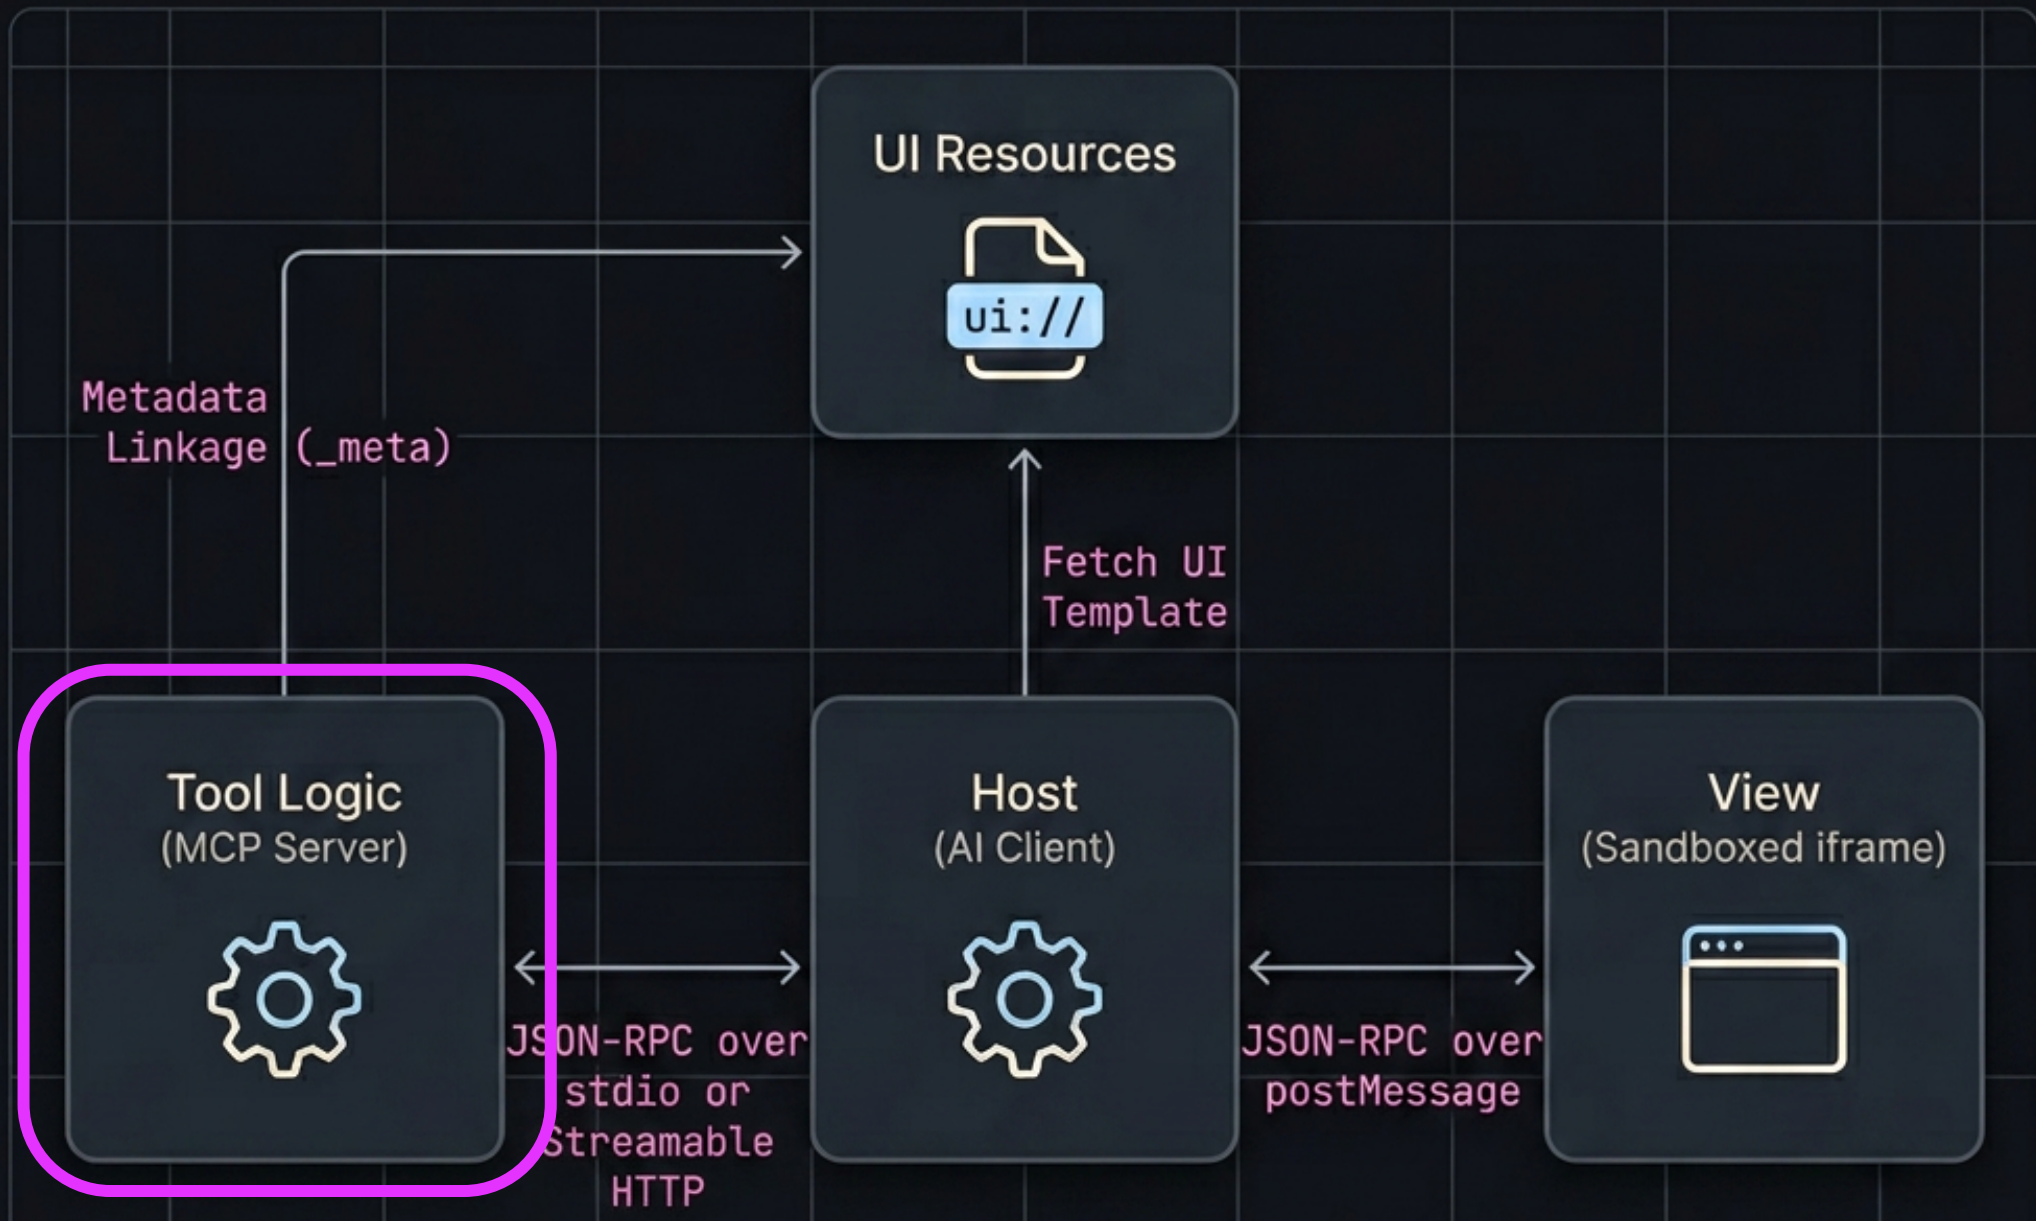 UI Resources
ui://
Metadata
Linkage (_meta)
Fetch UI
Template
Tool Logic
(MCP Server)
Host
(AI Client)
View
(Sandboxed iframe)
JSON-RPC over
stdio or
Streamable
HTTP
JSON-RPC over
postMessage